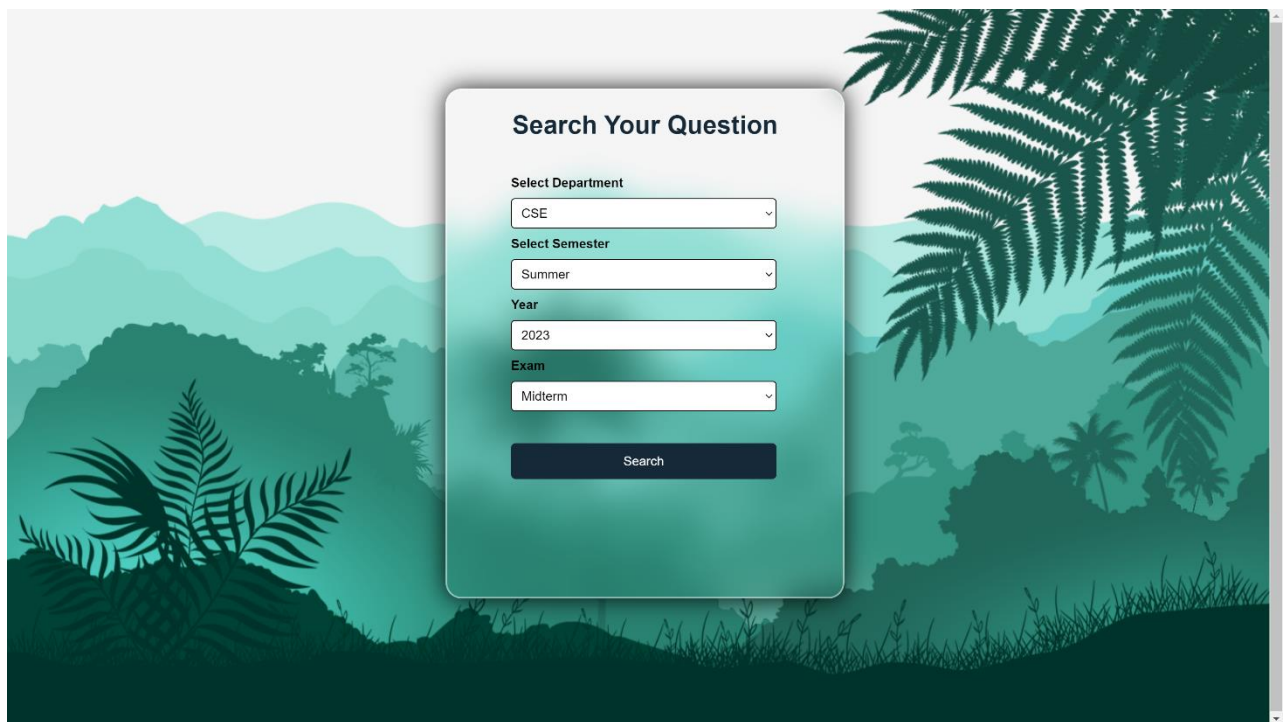 Search Your Question
Select Department
CSE
Select Semester
Summer
Year
2023
Exam
Midterm
Search